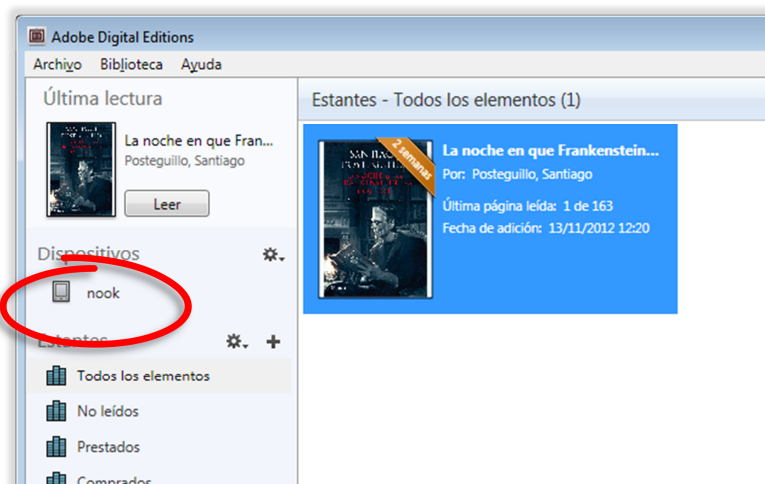 Adobe Digital Editions
Archivo Biblioteca Ayuda
Última lectura
La noche en que Fran...
Posteguillo, Santiago
Leer
Dispositivos
nook
Estantes
Todos los elementos
No leídos
Prestados
Comprados
Estantes - Todos los elementos (1)
2 semanas
La noche en que Frankenstein...
Por: Posteguillo, Santiago
Última página leída: 1 de 163
Fecha de adición: 13/11/2012 12:20